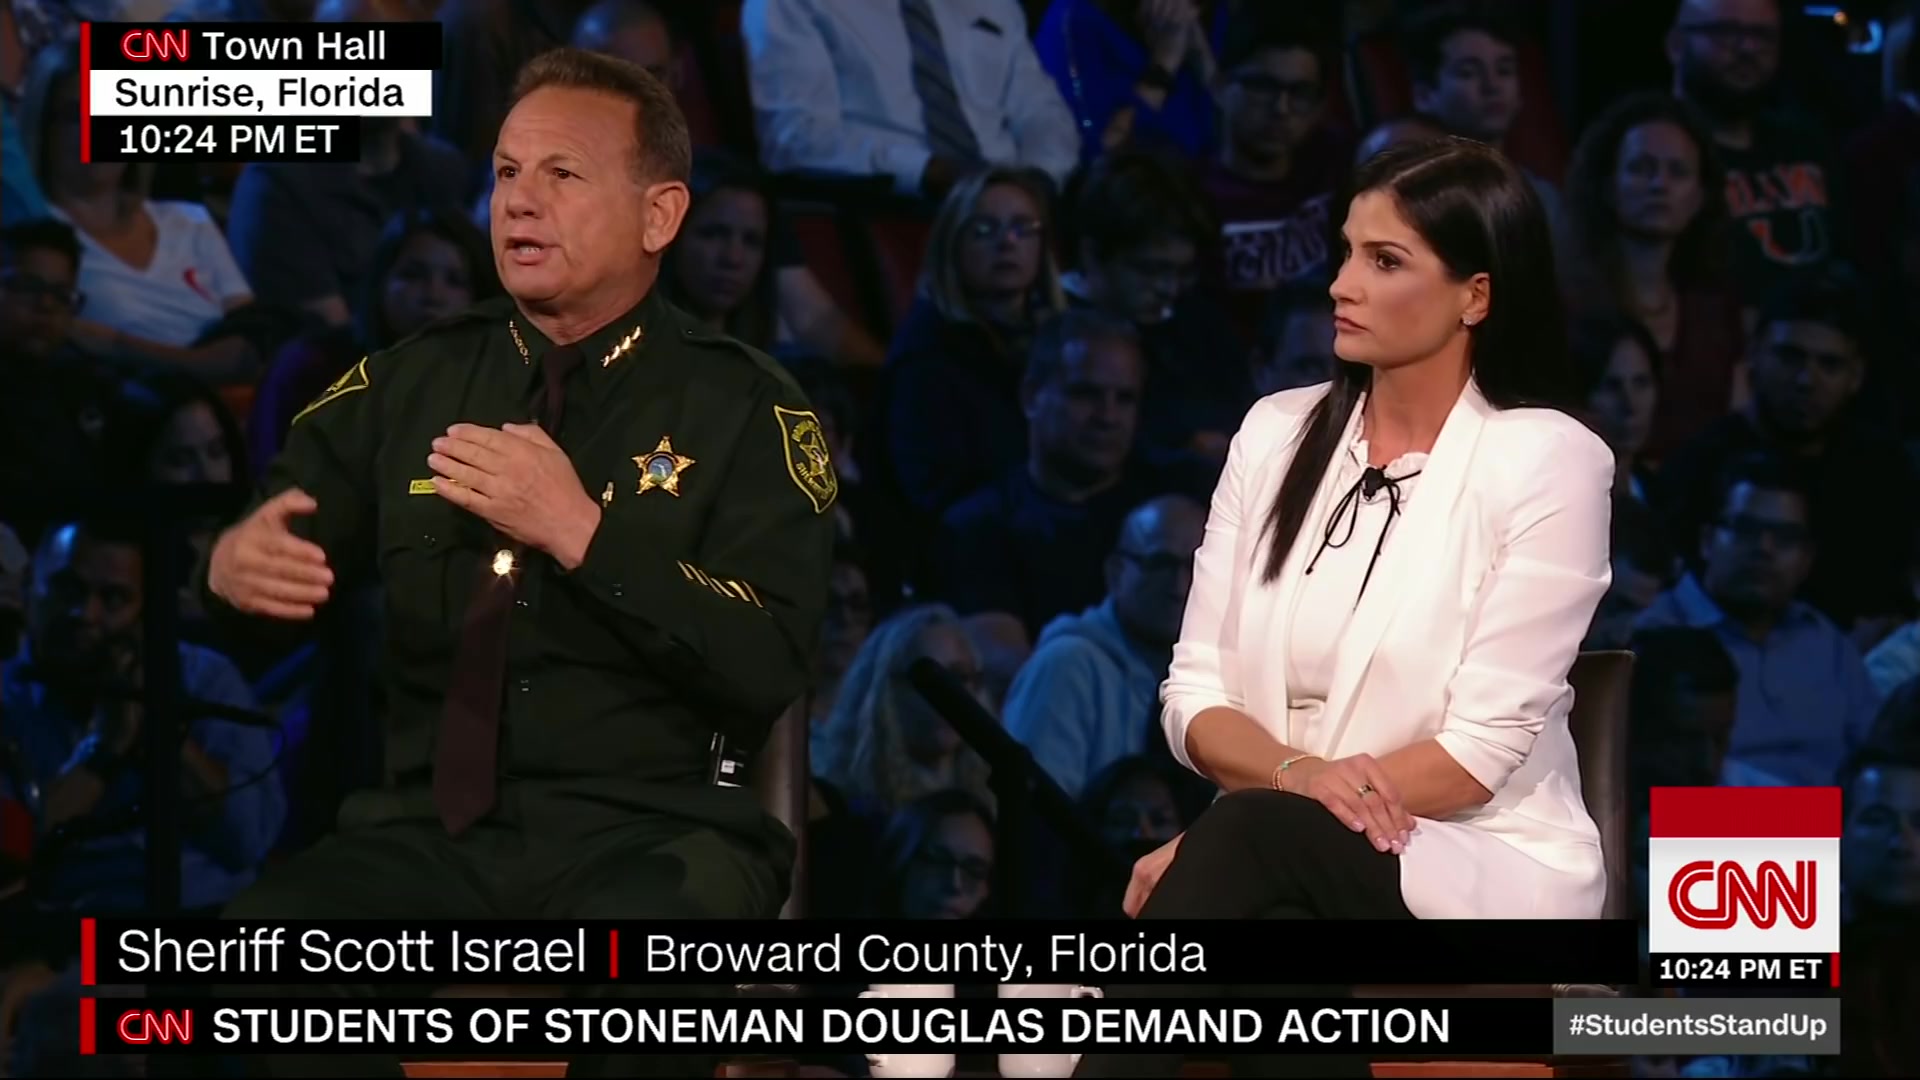 CNN Town Hall
Sunrise, Florida
10:24 PM ET
Sheriff Scott Israel | Broward County, Florida
CNN
10:24 PM ET
CNN STUDENTS OF STONEMAN DOUGLAS DEMAND ACTION
#StudentsStandUp